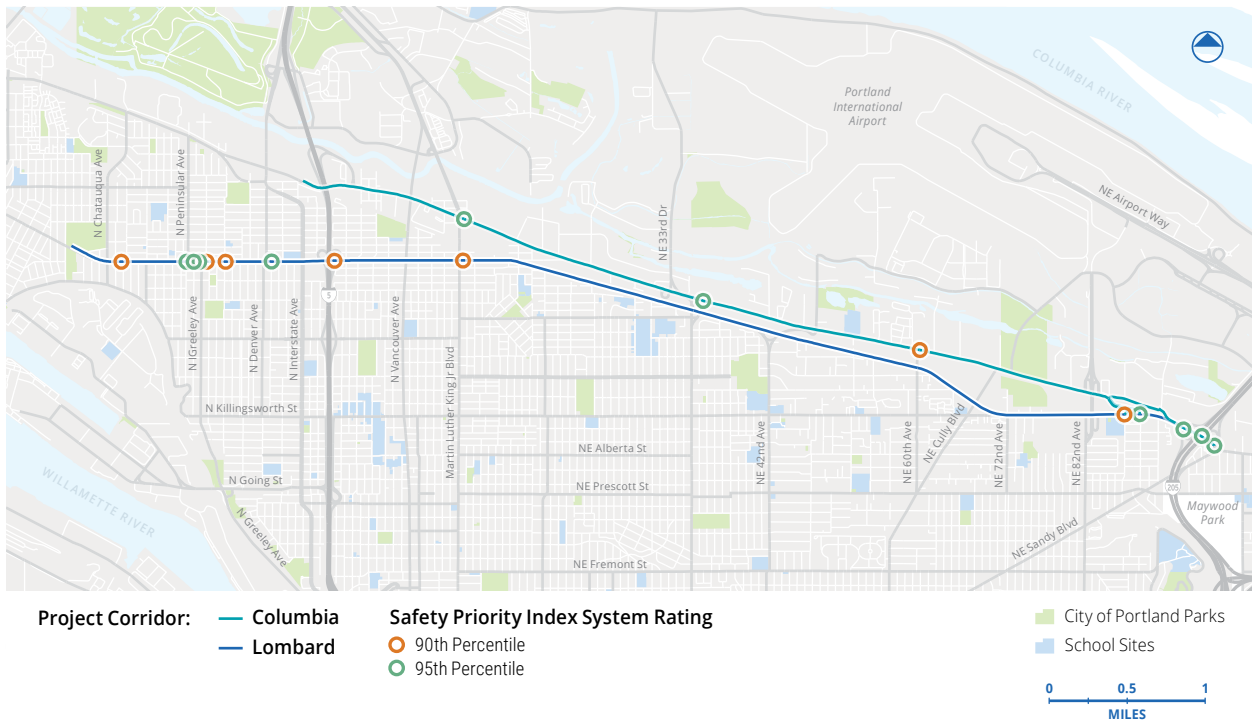 COLUMBIA RIVER
Portland
International
Airport
NE Airport Way
N Chatauqua Ave
N Peninsular Ave
NE 33rd Dr
5
N lGreeley Ave
N Denver Ave
N Interstate Ave
N Vancouver Ave
Martin Luther King Jr Blvd
N Killingsworth St
NE Alberta St
NE 42nd Ave
NE 60th Ave
NE Cully Blvd
NE 72nd Ave
NE 82nd Ave
N Going St
NE Prescott St
205
Maywood
Park
WILLAMETTE RIVER
N Greeley Ave
NE Sandy Blvd
NE Fremont St
Project Corridor:
Columbia
Lombard
Safety Priority Index System Rating
90th Percentile
95th Percentile
City of Portland Parks
School Sites
0 0.5 1
MILES